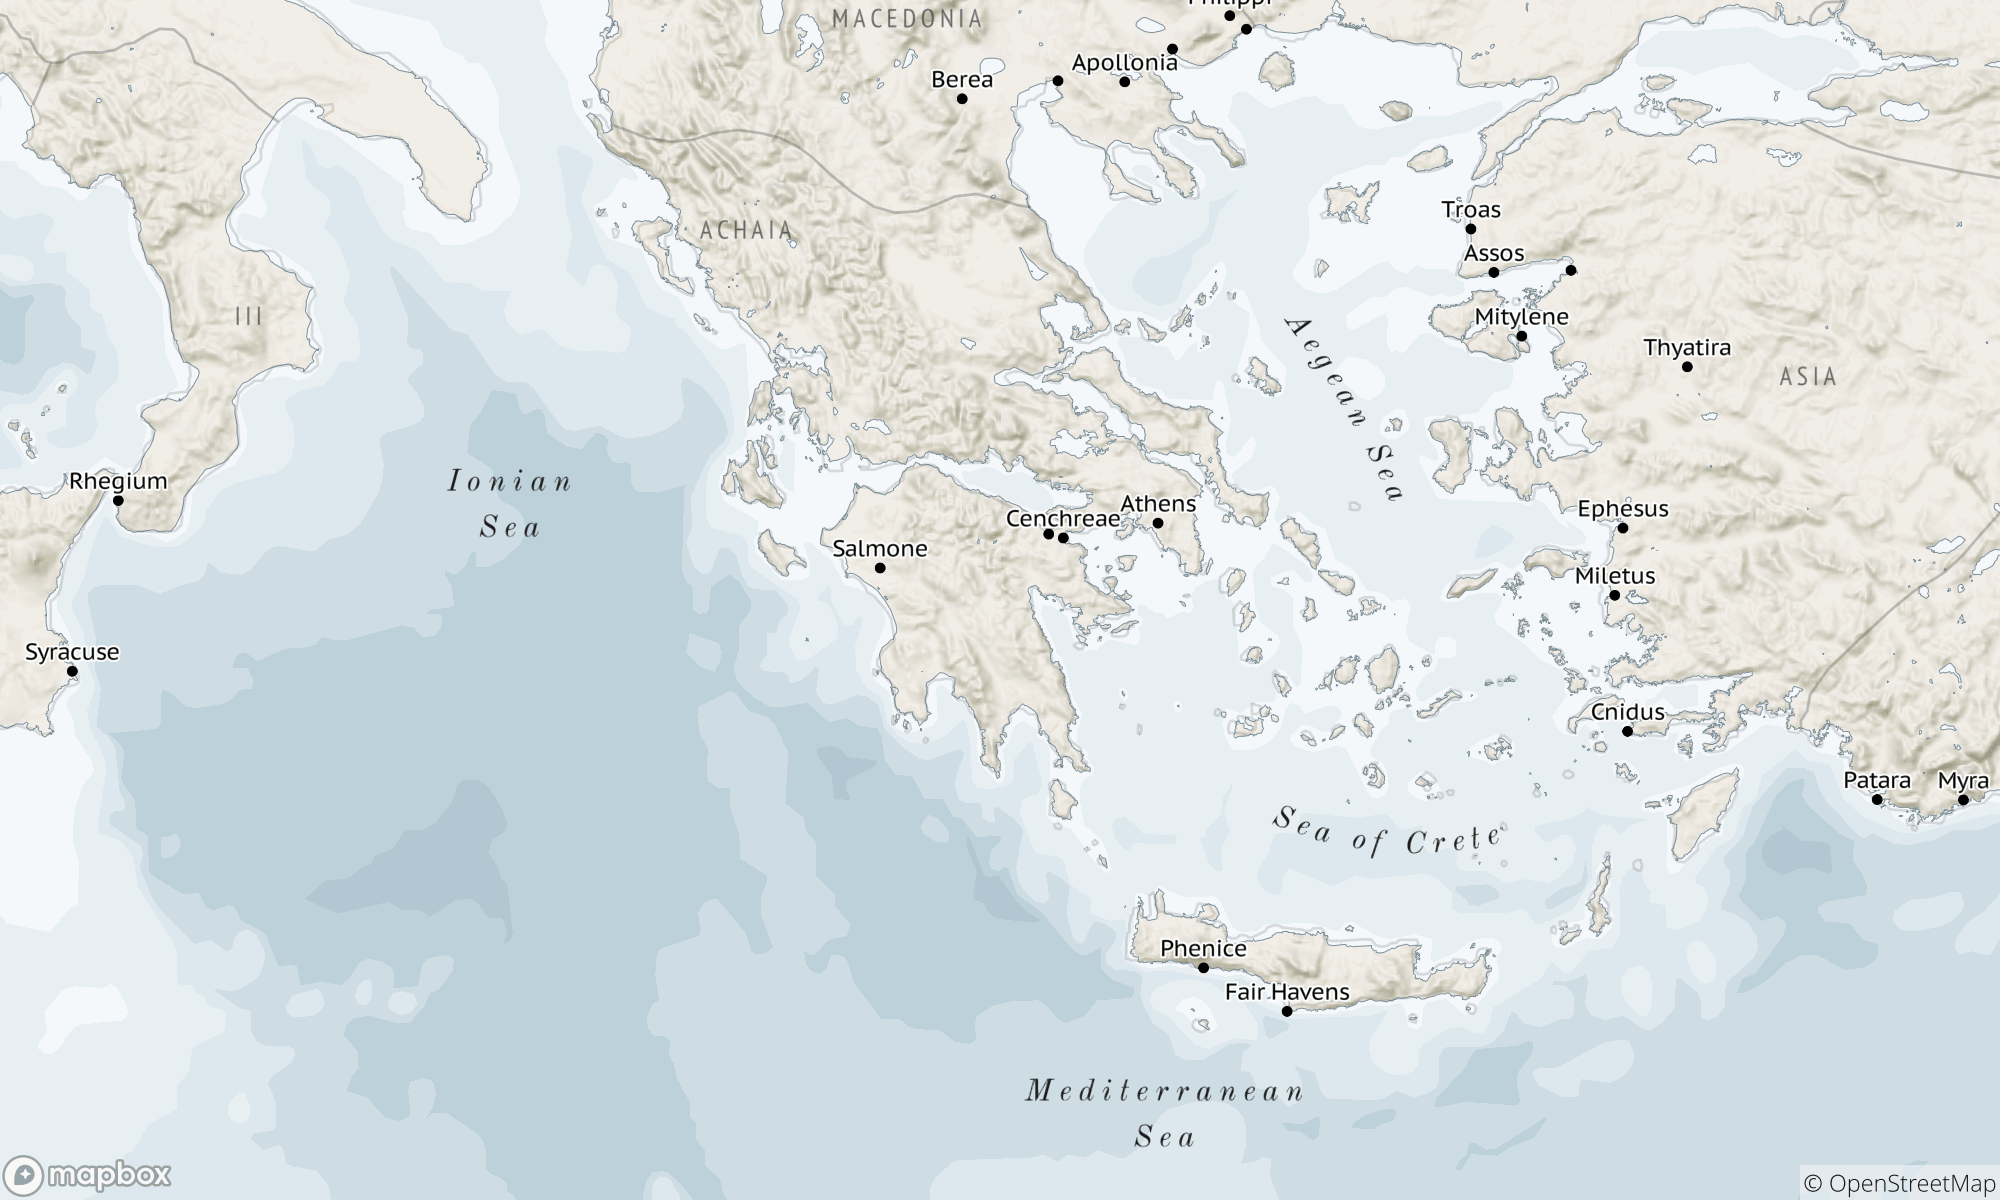 Philippi
MACEDONIA
Apollonia
Berea
Troas
ACHAIA
Assos
III
Mitylene
Thyatira
ASIA
Aegean Sea
Ionian
Sea
Rhegium
Athens
Ephesus
Cenchreae
Salmone
Miletus
Syracuse
Cnidus
Patara
Myra
Sea of Crete
Phenice
Fair Havens
Mediterranean
Sea
mapbox
© OpenStreetMap